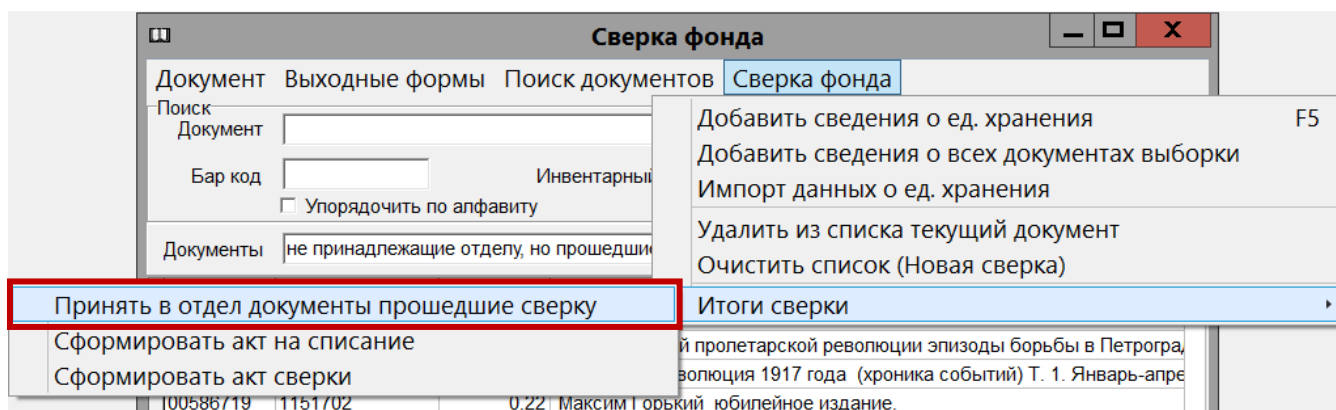 Сверка фонда
Документ Выходные формы Поиск документов Сверка фонда
Поиск
Документ
Бар код Инвентарный
Упорядочить по алфавиту
Документы не принадлежащие отделу, но прошедшие
Добавить сведения о ед. хранения F5
Добавить сведения о всех документах выборки
Импорт данных о ед. хранения
Удалить из списка текущий документ
Очистить список (Новая сверка)
Итоги сверки
Принять в отдел документы прошедшие сверку
Сформировать акт на списание
Сформировать акт сверки
й пролетарской революции эпизоды борьбы в Петрогра
волюция 1917 года (хроника событий) Т. 1. Январь-апре
100586719 1151702 0.22 Максим Горький юбилейное издание.